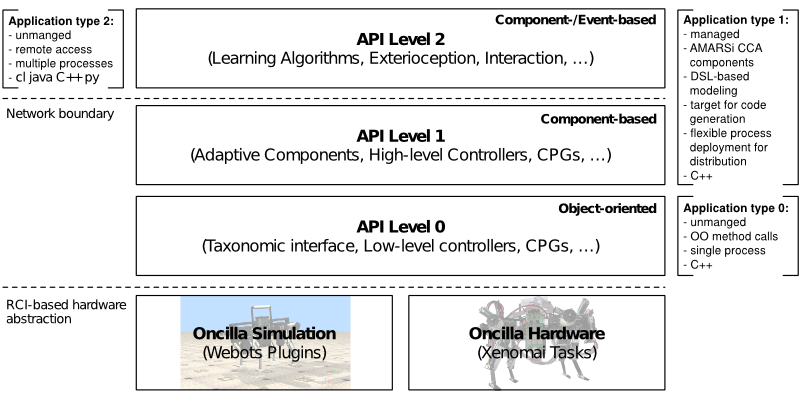 Application type 2:
- unmanged
- remote access
- multiple processes
- cl java C++ py
Component-/Event-based
API Level 2
(Learning Algorithms, Exterioception, Interaction, ...)
Application type 1:
- managed
- AMARSi CCA
components
- DSL-based
modeling
- target for code
generation
- flexible process
deployment for
distribution
- C++
Network boundary
Component-based
API Level 1
(Adaptive Components, High-level Controllers, CPGs, ...)
Object-oriented
API Level 0
(Taxonomic interface, Low-level controllers, CPGs, ...)
Application type 0:
- unmanged
- OO method calls
- single process
- C++
RCI-based hardware
abstraction
Oncilla Simulation
(Webots Plugins)
Oncilla Hardware
(Xenomai Tasks)